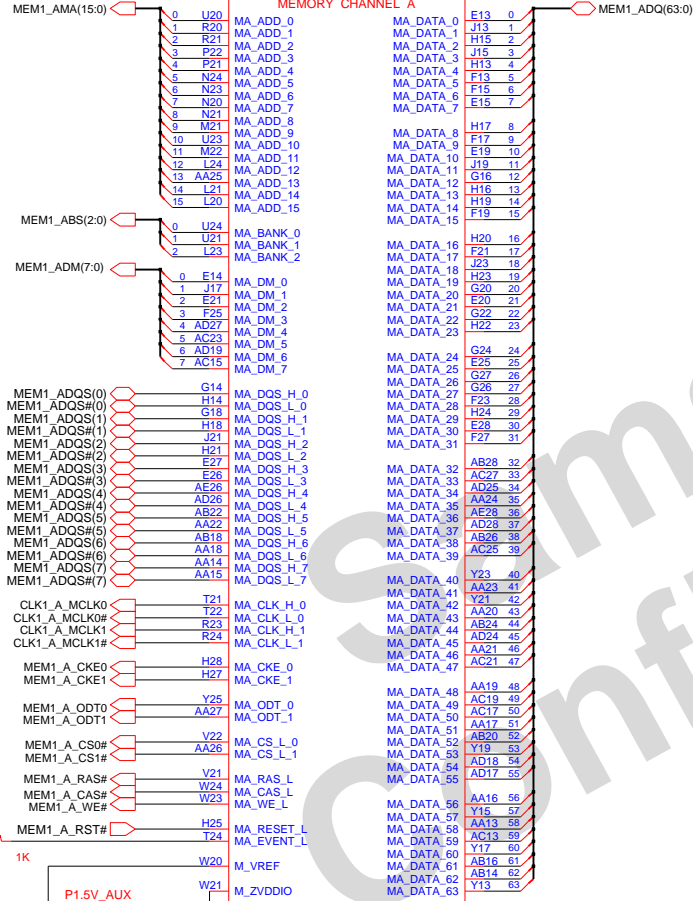 MEMORY CHANNEL A
MEM1_AMA(15:0)
0 U20 MA_ADD_0
1 R20 MA_ADD_1
2 R21 MA_ADD_2
3 P22 MA_ADD_3
4 P21 MA_ADD_4
5 N24 MA_ADD_5
6 N23 MA_ADD_6
7 N20 MA_ADD_7
8 N21 MA_ADD_8
9 M21 MA_ADD_9
10 U23 MA_ADD_10
11 M22 MA_ADD_11
12 L24 MA_ADD_12
13 AA25 MA_ADD_13
14 L21 MA_ADD_14
15 L20 MA_ADD_15
MEM1_ABS(2:0)
0 U24 MA_BANK_0
1 U21 MA_BANK_1
2 L23 MA_BANK_2
MEM1_ADM(7:0)
0 E14 MA_DM_0
1 J17 MA_DM_1
2 E21 MA_DM_2
3 F25 MA_DM_3
4 AD27 MA_DM_4
5 AC23 MA_DM_5
6 AD19 MA_DM_6
7 AC15 MA_DM_7
MEM1_ADQS(0) G14 MA_DQS_H_0
MEM1_ADQS#(0) H14 MA_DQS_L_0
MEM1_ADQS(1) G18 MA_DQS_H_1
MEM1_ADQS#(1) H18 MA_DQS_L_1
MEM1_ADQS(2) J21 MA_DQS_H_2
MEM1_ADQS#(2) H21 MA_DQS_L_2
MEM1_ADQS(3) E27 MA_DQS_H_3
MEM1_ADQS#(3) E26 MA_DQS_L_3
MEM1_ADQS(4) AE26 MA_DQS_H_4
MEM1_ADQS#(4) AD26 MA_DQS_L_4
MEM1_ADQS(5) AB22 MA_DQS_H_5
MEM1_ADQS#(5) AA22 MA_DQS_L_5
MEM1_ADQS(6) AB18 MA_DQS_H_6
MEM1_ADQS#(6) AA18 MA_DQS_L_6
MEM1_ADQS(7) AA14 MA_DQS_H_7
MEM1_ADQS#(7) AA15 MA_DQS_L_7
CLK1_A_MCLK0 T21 MA_CLK_H_0
CLK1_A_MCLK0# T22 MA_CLK_L_0
CLK1_A_MCLK1 R23 MA_CLK_H_1
CLK1_A_MCLK1# R24 MA_CLK_L_1
MEM1_A_CKE0 H28 MA_CKE_0
MEM1_A_CKE1 H27 MA_CKE_1
MEM1_A_ODT0 Y25 MA_ODT_0
MEM1_A_ODT1 AA27 MA_ODT_1
MEM1_A_CS0# V22 MA_CS_L_0
MEM1_A_CS1# AA26 MA_CS_L_1
MEM1_A_RAS# V21 MA_RAS_L
MEM1_A_CAS# W24 MA_CAS_L
MEM1_A_WE# W23 MA_WE_L
MEM1_A_RST# H25 MA_RESET_L
T24 MA_EVENT_L
1K
W20 M_VREF
W21 M_ZVDDIO
P1.5V_AUX
MEM1_ADQ(63:0)
MA_DATA_0 E13 0
MA_DATA_1 J13 1
MA_DATA_2 H15 2
MA_DATA_3 J15 3
MA_DATA_4 H13 4
MA_DATA_5 F13 5
MA_DATA_6 F15 6
MA_DATA_7 E15 7
MA_DATA_8 H17 8
MA_DATA_9 F17 9
MA_DATA_10 E19 10
MA_DATA_11 J19 11
MA_DATA_12 G16 12
MA_DATA_13 H16 13
MA_DATA_14 H19 14
MA_DATA_15 F19 15
MA_DATA_16 H20 16
MA_DATA_17 F21 17
MA_DATA_18 J23 18
MA_DATA_19 H23 19
MA_DATA_20 G20 20
MA_DATA_21 E20 21
MA_DATA_22 G22 22
MA_DATA_23 H22 23
MA_DATA_24 G24 24
MA_DATA_25 E25 25
MA_DATA_26 G27 26
MA_DATA_27 G26 27
MA_DATA_28 F23 28
MA_DATA_29 H24 29
MA_DATA_30 E28 30
MA_DATA_31 F27 31
MA_DATA_32 AB28 32
MA_DATA_33 AC27 33
MA_DATA_34 AD25 34
MA_DATA_35 AA24 35
MA_DATA_36 AE28 36
MA_DATA_37 AD28 37
MA_DATA_38 AB26 38
MA_DATA_39 AC25 39
MA_DATA_40 Y23 40
MA_DATA_41 AA23 41
MA_DATA_42 Y21 42
MA_DATA_43 AA20 43
MA_DATA_44 AB24 44
MA_DATA_45 AD24 45
MA_DATA_46 AA21 46
MA_DATA_47 AC21 47
MA_DATA_48 AA19 48
MA_DATA_49 AC19 49
MA_DATA_50 AC17 50
MA_DATA_51 AA17 51
MA_DATA_52 AB20 52
MA_DATA_53 Y19 53
MA_DATA_54 AD18 54
MA_DATA_55 AD17 55
MA_DATA_56 AA16 56
MA_DATA_57 Y15 57
MA_DATA_58 AA13 58
MA_DATA_59 AC13 59
MA_DATA_60 Y17 60
MA_DATA_61 AB16 61
MA_DATA_62 AB14 62
MA_DATA_63 Y13 63